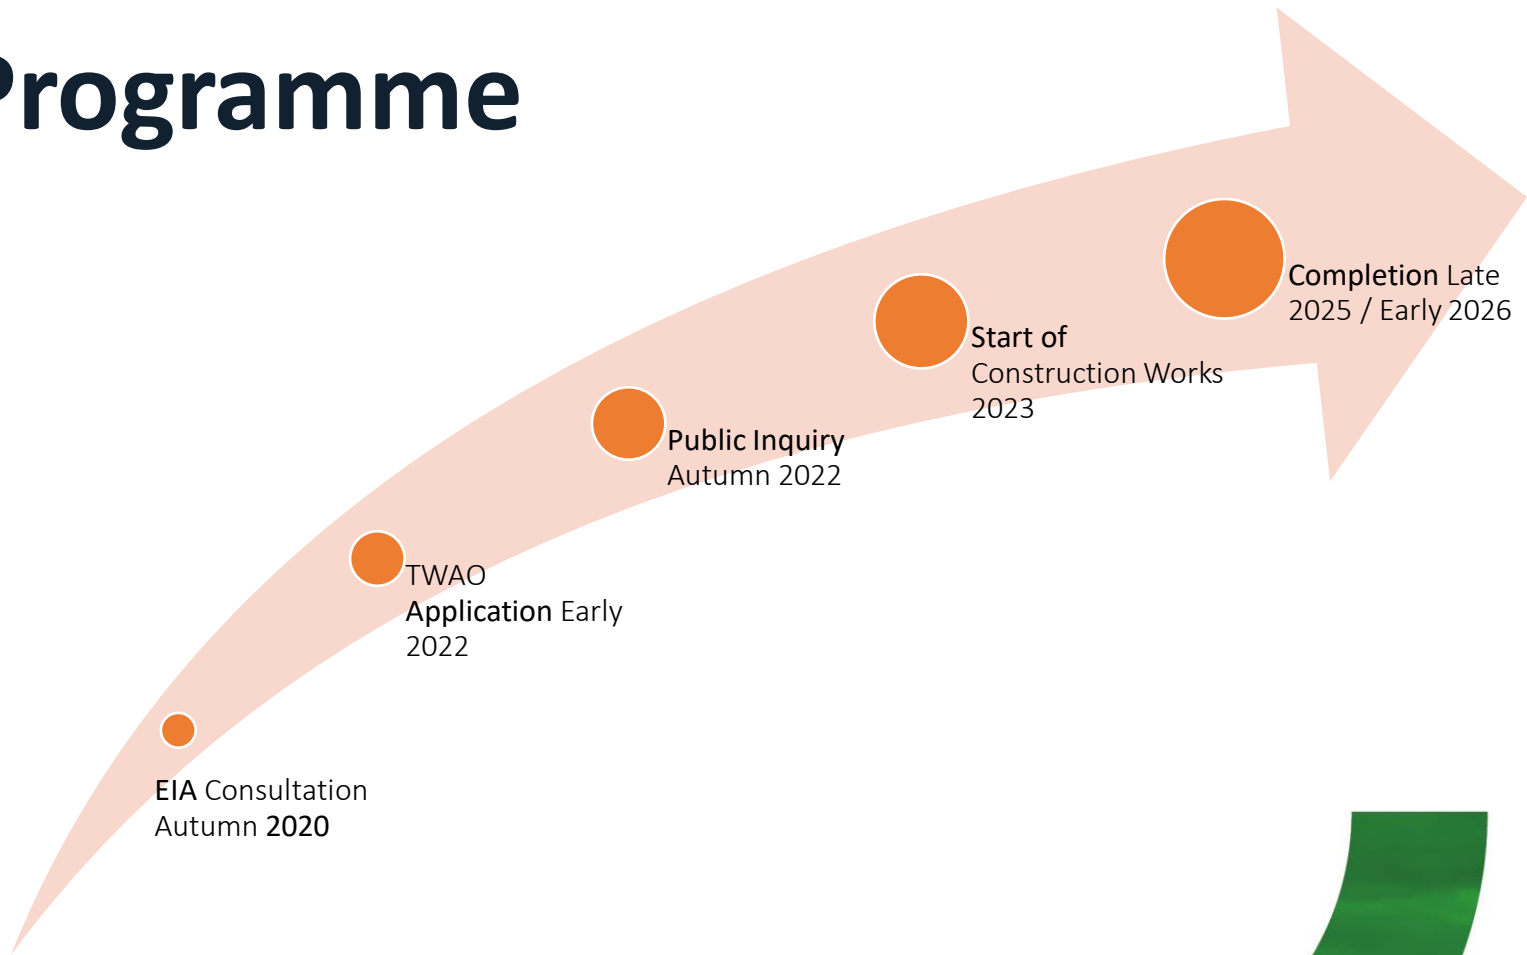 Programme
Completion Late
2025 / Early 2026
Start of
Construction Works
2023
Public Inquiry
Autumn 2022
TWAO
Application Early
2022
EIA Consultation
Autumn 2020